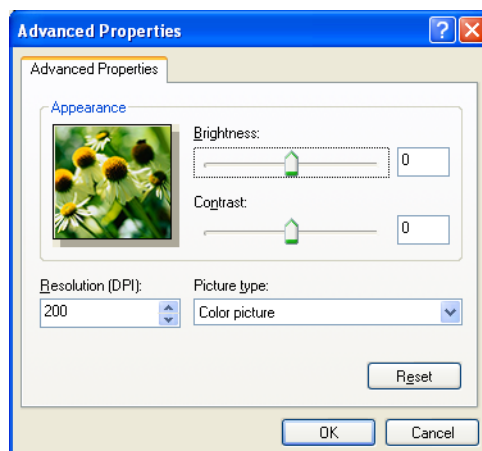 Advanced Properties
Advanced Properties
Appearance
Brightness:
0
Contrast:
0
Resolution (DPI):
Picture type:
200
Color picture
Reset
OK
Cancel